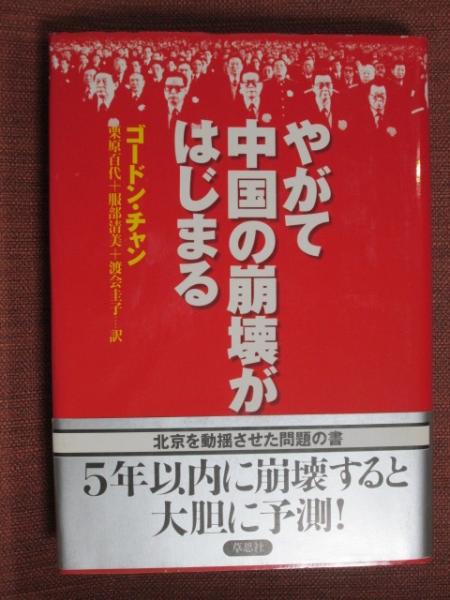 やがて
中国の崩壊が
はじまる
ゴードン・チャン
栗原百代+服部清美+渡会圭子…訳
北京を動揺させた問題の書
5年以内に崩壊すると
大胆に予測!
草思社